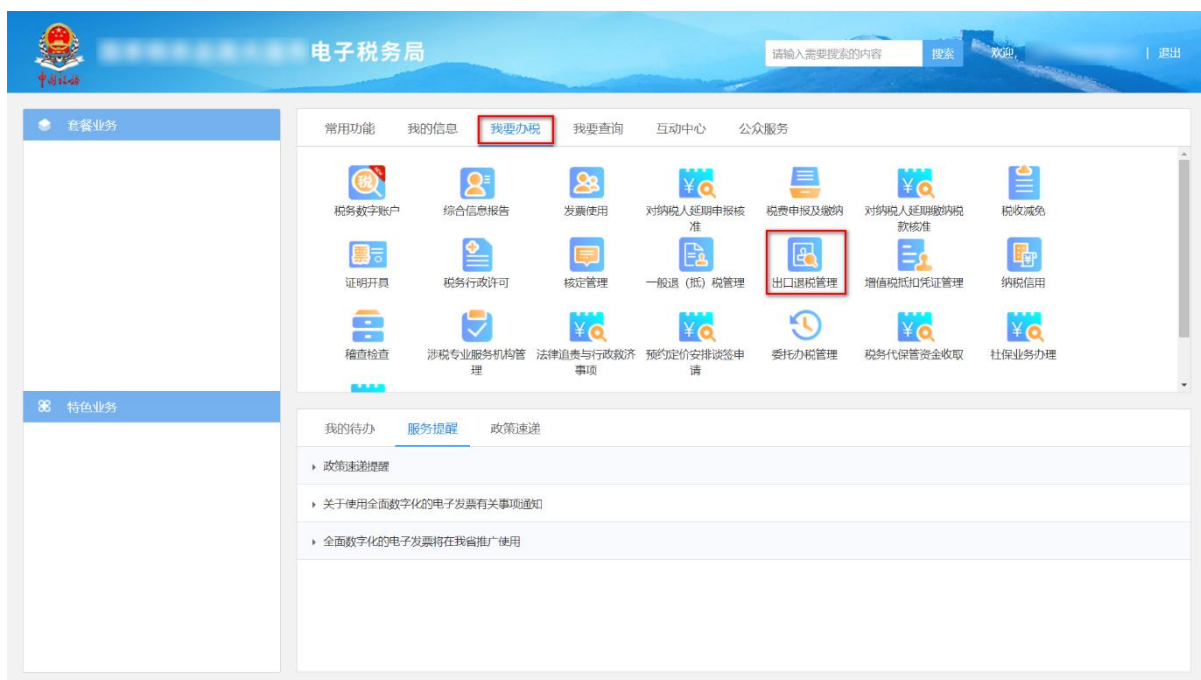 中国税务
电子税务局
请输入需要搜索的内容
搜索
欢迎,
| 退出
套餐业务
常用功能 我的信息 我要办税 我要查询 互动中心 公众服务
税务数字账户 综合信息报告 发票使用 对纳税人延期申报核准 税费申报及缴纳 对纳税人延期缴纳税款核准 税收减免
证明开具 税务行政许可 核定管理 一般退（抵）税管理 出口退税管理 增值税抵扣凭证管理 纳税信用
稽查检查 涉税专业服务机构管理 法律追责与行政救济事项 预约定价安排谈签申请 委托办税管理 税务代保管资金收取 社保业务办理
特色业务
我的待办 服务提醒 政策速递
政策速递提醒
关于使用全面数字化的电子发票有关事项通知
全面数字化的电子发票将在我省推广使用